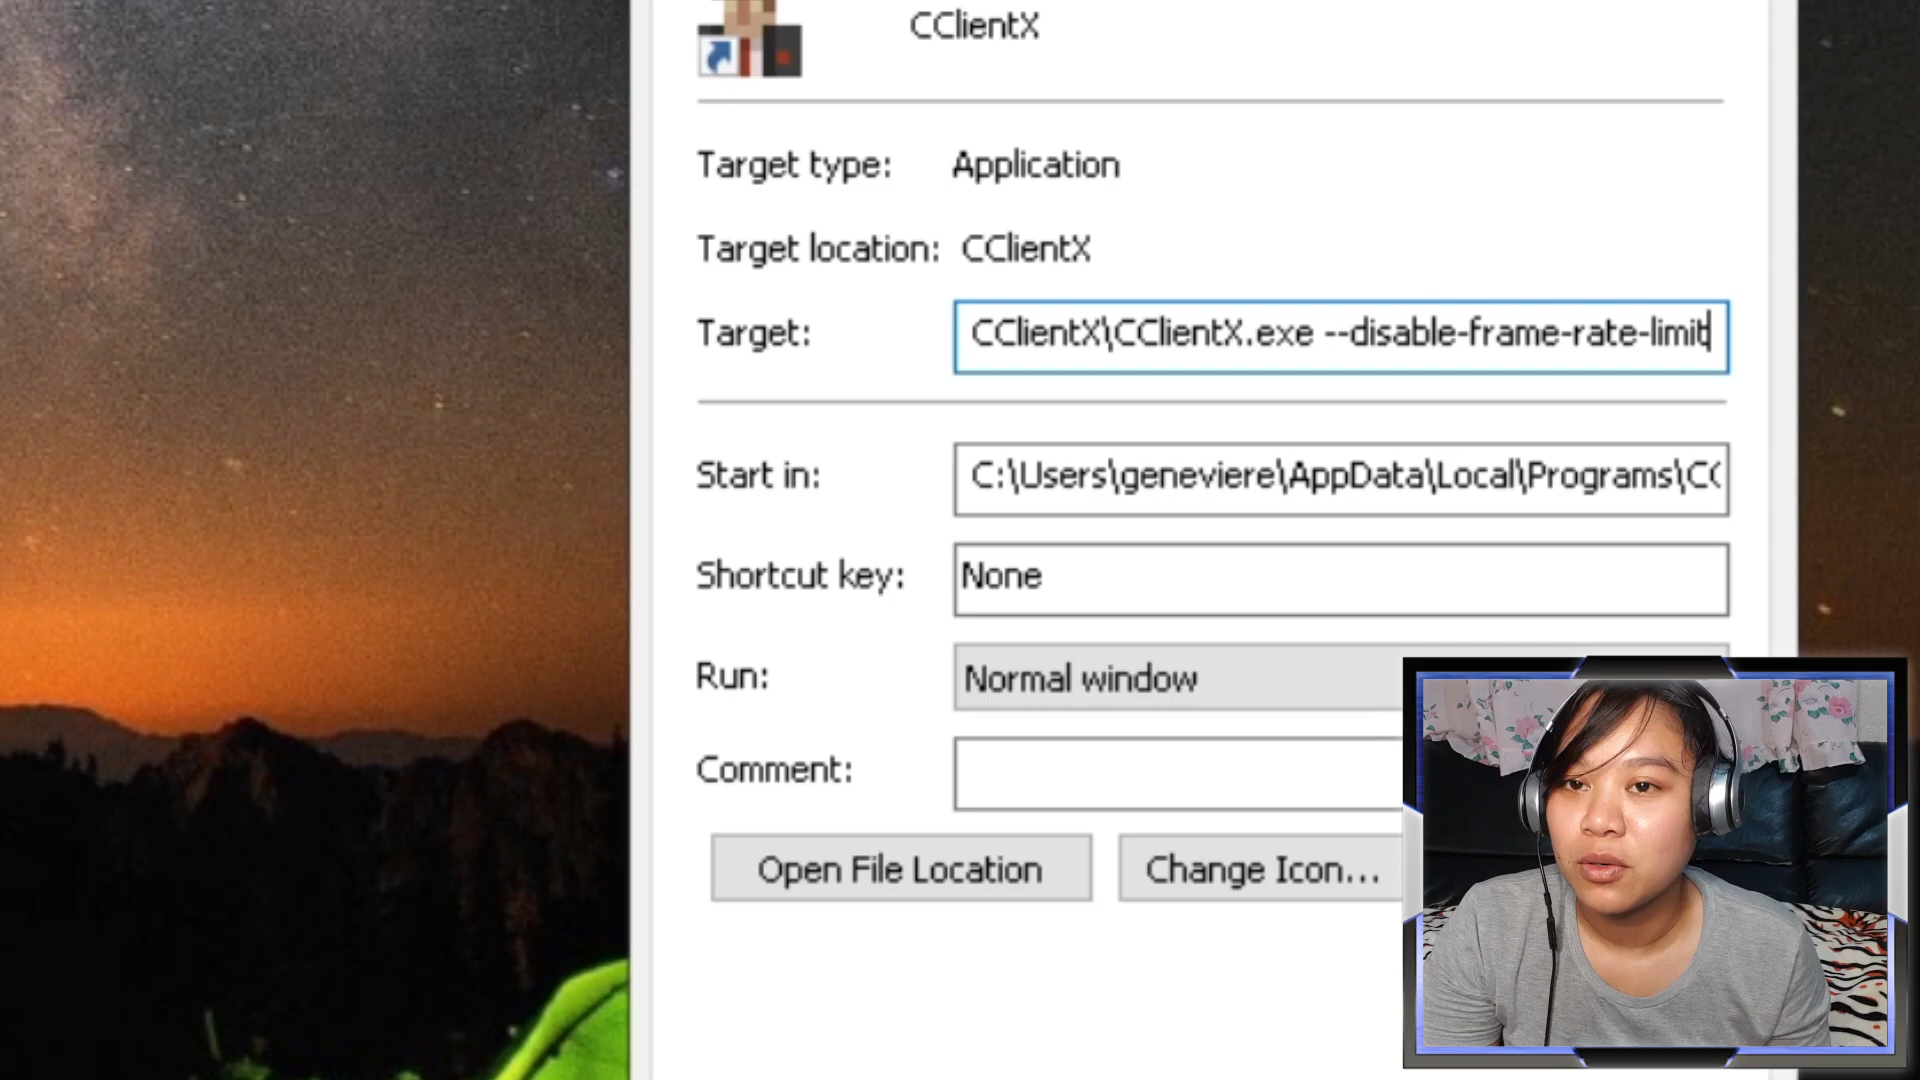 CClientX
Target type: Application
Target location: CClientX
Target: CClientX\CClientX.exe --disable-frame-rate-limit
Start in: C:\Users\geneviere\AppData\Local\Programs\CC
Shortcut key: None
Run: Normal window
Comment:
Open File Location Change Icon...